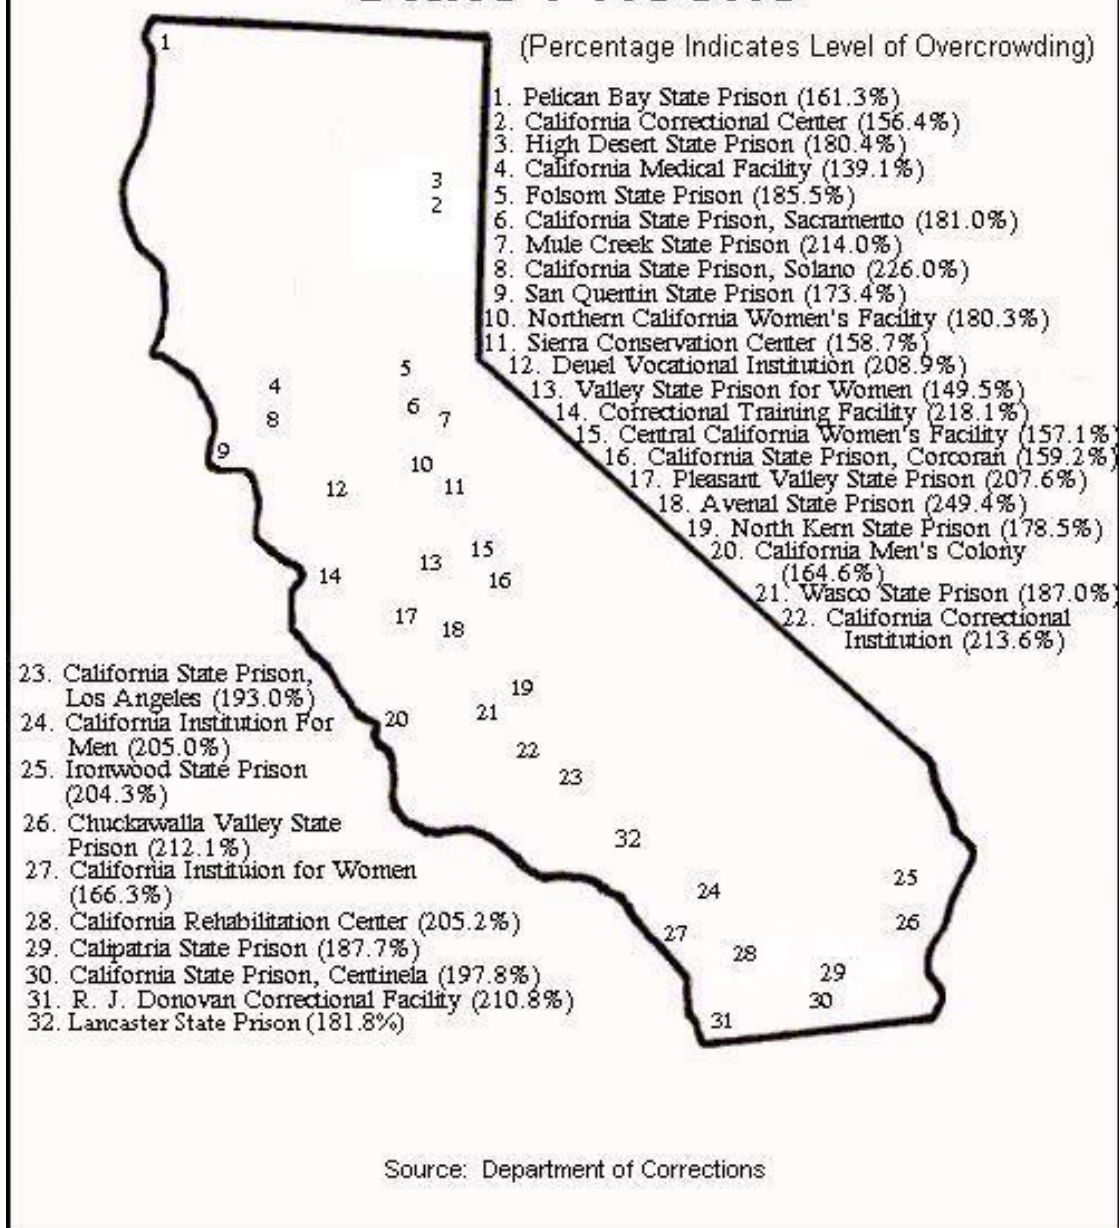 (Percentage Indicates Level of Overcrowding)
1. Pelican Bay State Prison (161.3%)
2. California Correctional Center (156.4%)
3. High Desert State Prison (180.4%)
4. California Medical Facility (139.1%)
5. Folsom State Prison (185.5%)
6. California State Prison, Sacramento (181.0%)
7. Mule Creek State Prison (214.0%)
8. California State Prison, Solano (226.0%)
9. San Quentin State Prison (173.4%)
10. Northern California Women's Facility (180.3%)
11. Sierra Conservation Center (158.7%)
12. Deuel Vocational Institution (208.9%)
13. Valley State Prison for Women (149.5%)
14. Correctional Training Facility (218.1%)
15. Central California Women's Facility (157.1%)
16. California State Prison, Corcoran (159.2%)
17. Pleasant Valley State Prison (207.6%)
18. Avenal State Prison (249.4%)
19. North Kern State Prison (178.5%)
20. California Men's Colony
(164.6%)
21. Wasco State Prison (187.0%)
22. California Correctional
Institution (213.6%)
23. California State Prison,
Los Angeles (193.0%)
24. California Institution For
Men (205.0%)
25. Ironwood State Prison
(204.3%)
26. Chuckawalla Valley State
Prison (212.1%)
27. California Instituion for Women
(166.3%)
28. California Rehabilitation Center (205.2%)
29. Calipatria State Prison (187.7%)
30. California State Prison, Centinela (197.8%)
31. R. J. Donovan Correctional Facility (210.8%)
32. Lancaster State Prison (181.8%)
1
3
2
5
4
6
7
8
9
10
11
12
15
13
14
16
17
18
19
21
20
22
23
32
25
24
26
27
28
29
30
31
Source: Department of Corrections